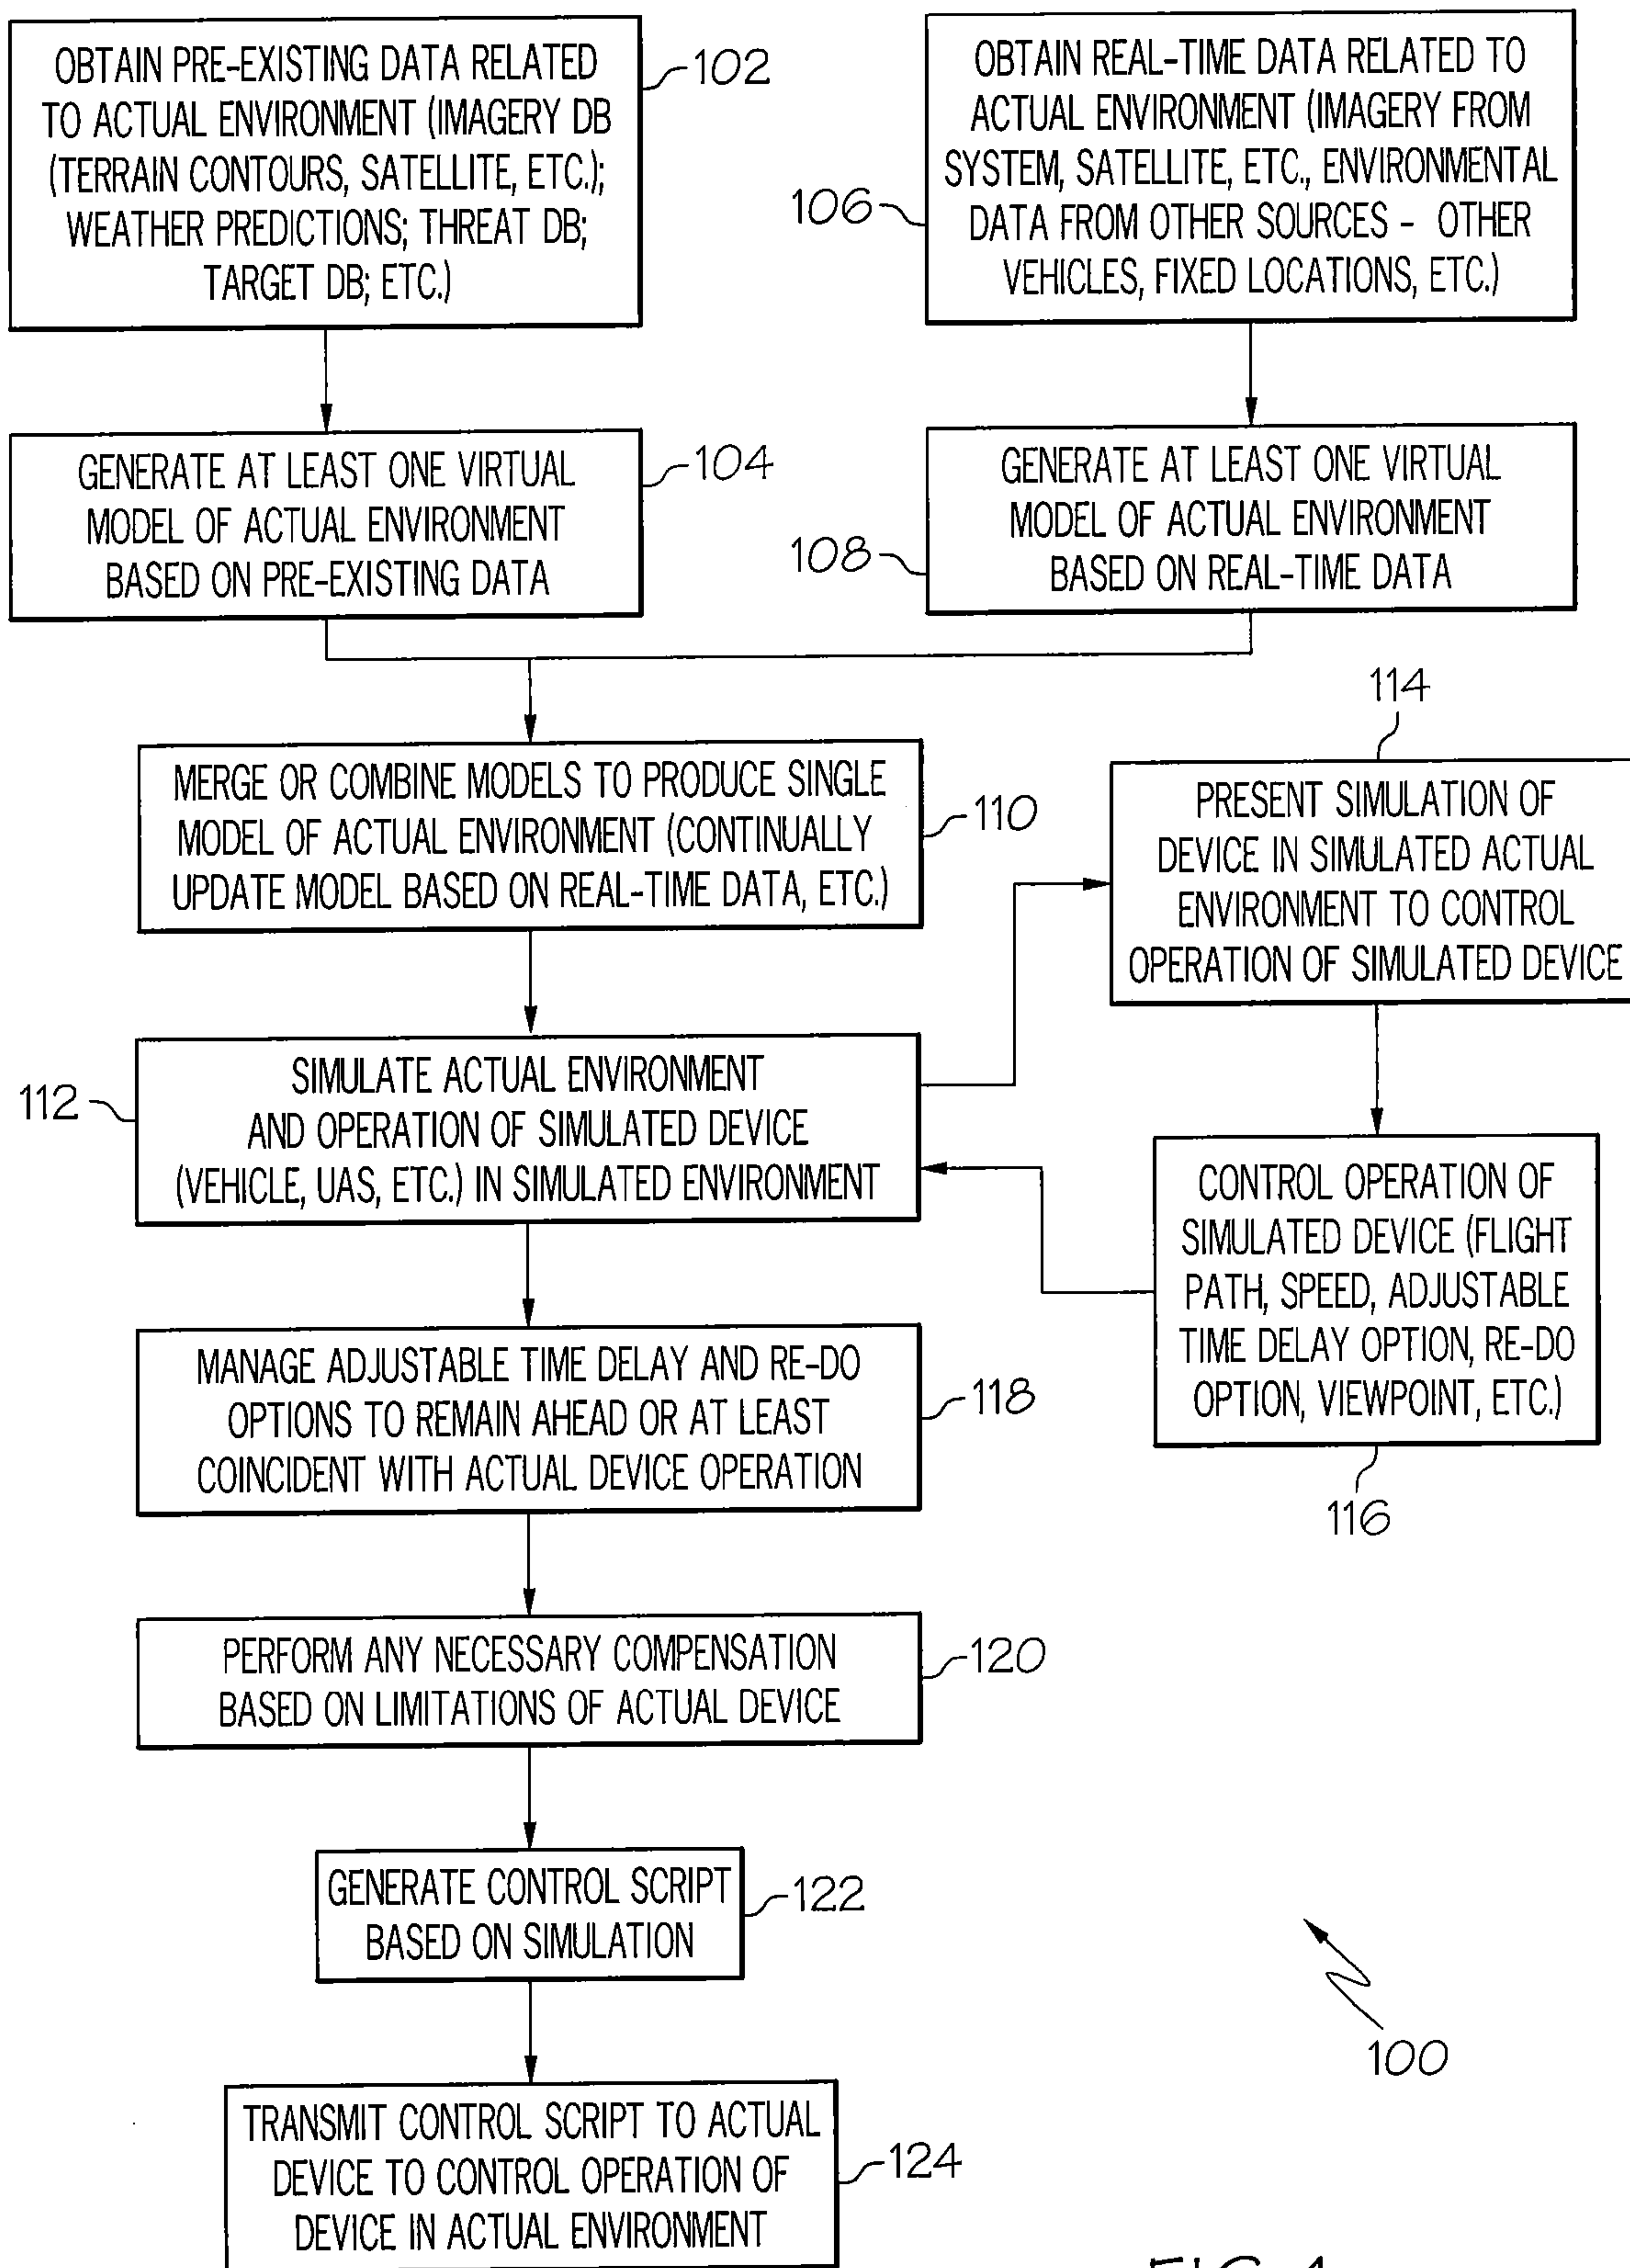 OBTAIN PRE-EXISTING DATA RELATED
TO ACTUAL ENVIRONMENT (IMAGERY DB
(TERRAIN CONTOURS, SATELLITE, ETC.);
WEATHER PREDICTIONS; THREAT DB;
TARGET DB; ETC.)
102
OBTAIN REAL-TIME DATA RELATED TO
ACTUAL ENVIRONMENT (IMAGERY FROM
SYSTEM, SATELLITE, ETC., ENVIRONMENTAL
DATA FROM OTHER SOURCES - OTHER
VEHICLES, FIXED LOCATIONS, ETC.)
106
GENERATE AT LEAST ONE VIRTUAL
MODEL OF ACTUAL ENVIRONMENT
BASED ON PRE-EXISTING DATA
104
GENERATE AT LEAST ONE VIRTUAL
MODEL OF ACTUAL ENVIRONMENT
BASED ON REAL-TIME DATA
108
MERGE OR COMBINE MODELS TO PRODUCE SINGLE
MODEL OF ACTUAL ENVIRONMENT (CONTINUALLY
UPDATE MODEL BASED ON REAL-TIME DATA, ETC.)
110
114
PRESENT SIMULATION OF
DEVICE IN SIMULATED ACTUAL
ENVIRONMENT TO CONTROL
OPERATION OF SIMULATED DEVICE
112
SIMULATE ACTUAL ENVIRONMENT
AND OPERATION OF SIMULATED DEVICE
(VEHICLE, UAS, ETC.) IN SIMULATED ENVIRONMENT
CONTROL OPERATION OF
SIMULATED DEVICE (FLIGHT
PATH, SPEED, ADJUSTABLE
TIME DELAY OPTION, RE-DO
OPTION, VIEWPOINT, ETC.)
116
MANAGE ADJUSTABLE TIME DELAY AND RE-DO
OPTIONS TO REMAIN AHEAD OR AT LEAST
COINCIDENT WITH ACTUAL DEVICE OPERATION
118
PERFORM ANY NECESSARY COMPENSATION
BASED ON LIMITATIONS OF ACTUAL DEVICE
120
GENERATE CONTROL SCRIPT
BASED ON SIMULATION
122
100
TRANSMIT CONTROL SCRIPT TO ACTUAL
DEVICE TO CONTROL OPERATION OF
DEVICE IN ACTUAL ENVIRONMENT
124